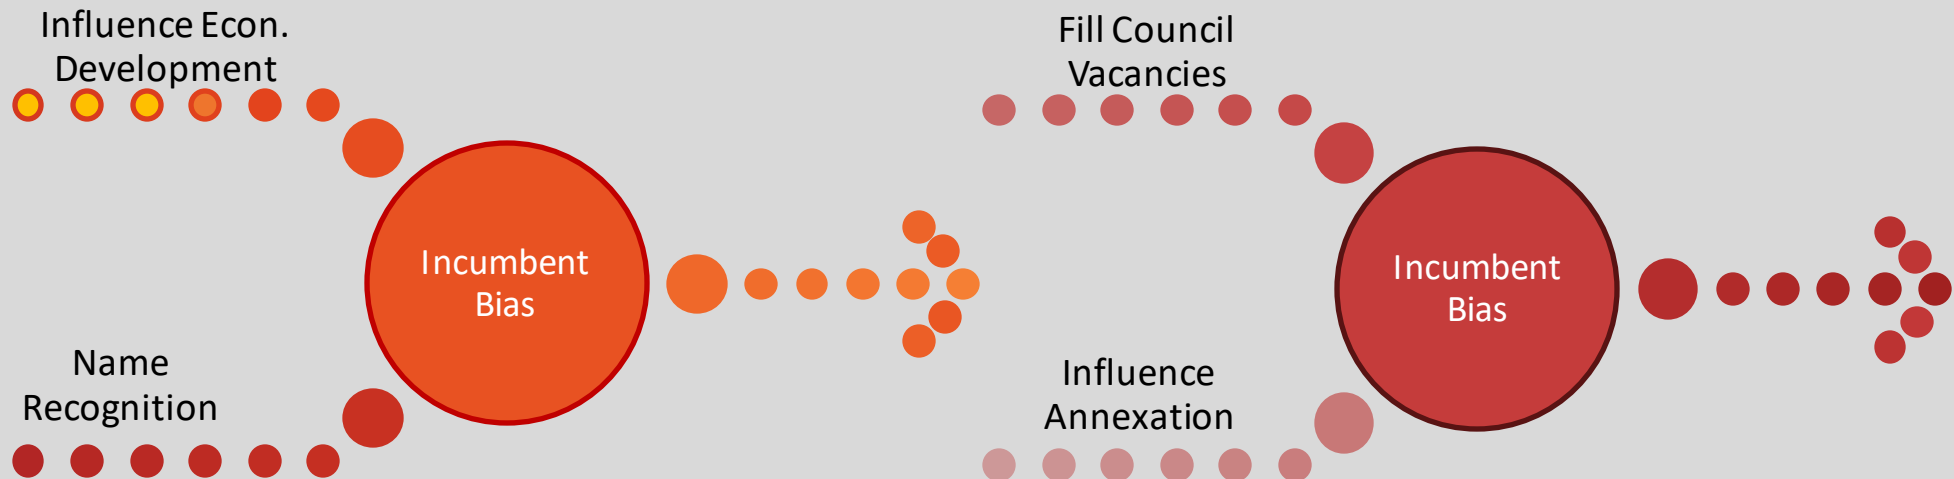 Influence Econ.
Development
Name
Recognition
Incumbent
Bias
Fill Council
Vacancies
Influence
Annexation
Incumbent
Bias